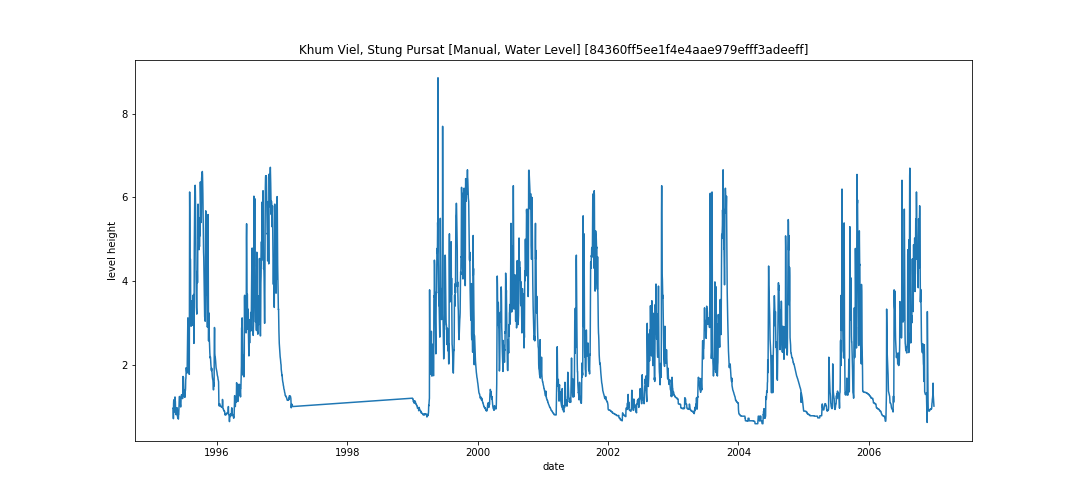 Khum Viel, Stung Pursat [Manual, Water Level] [84360ff5ee1f4e4aae979efff3adeeff]
level height
8
6
4
2
1996 1998 2000 2002 2004 2006
date